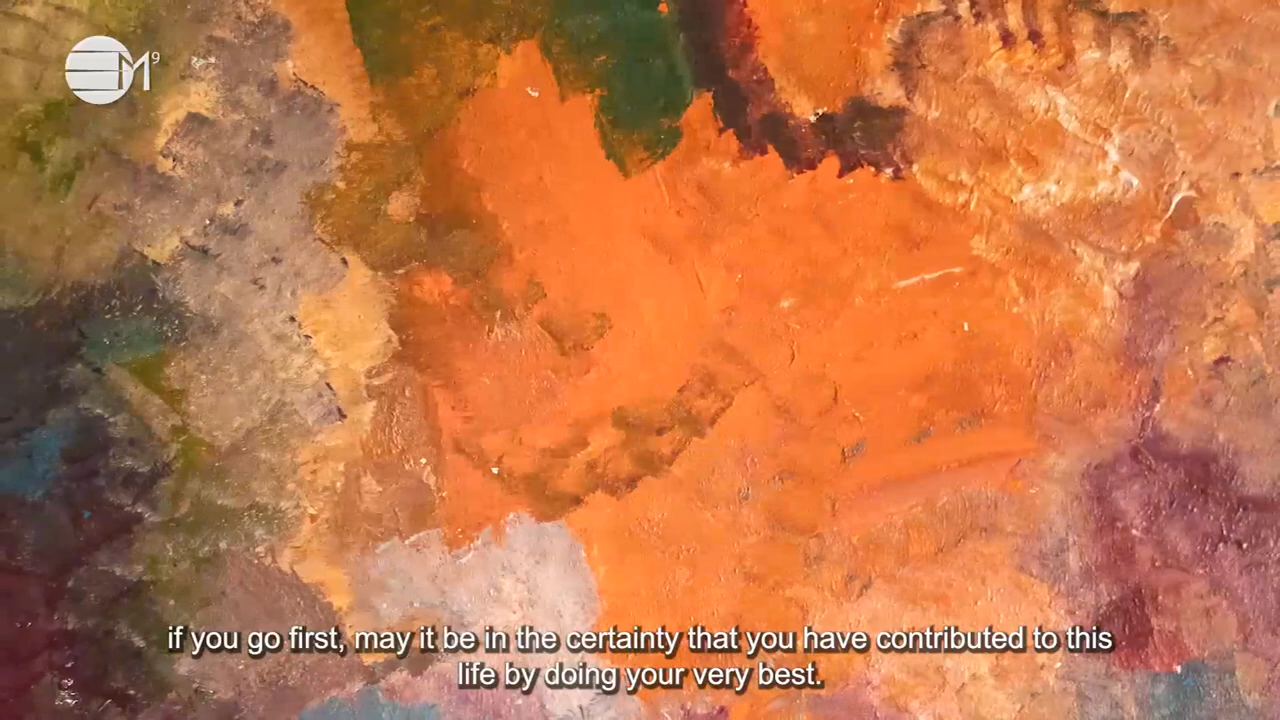 M⁹
if you go first, may it be in the certainty that you have contributed to this
life by doing your very best.